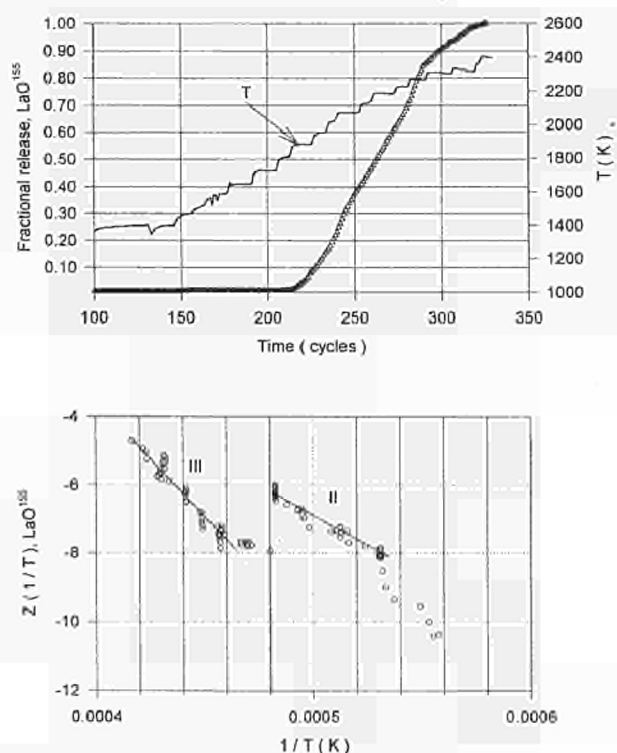 1.00
0.90
0.80
0.70
0.60
0.50
0.40
0.30
0.20
0.10
Fractional release, LaO155
T
2600
2400
2200
2000
1800
1600
1400
1200
1000
T ( K )
100 150 200 250 300 350
Time ( cycles )
-4
-6
-8
-10
-12
Z ( 1 / T ), LaO155
III
II
0.0004 0.0005 0.0006
1 / T ( K )